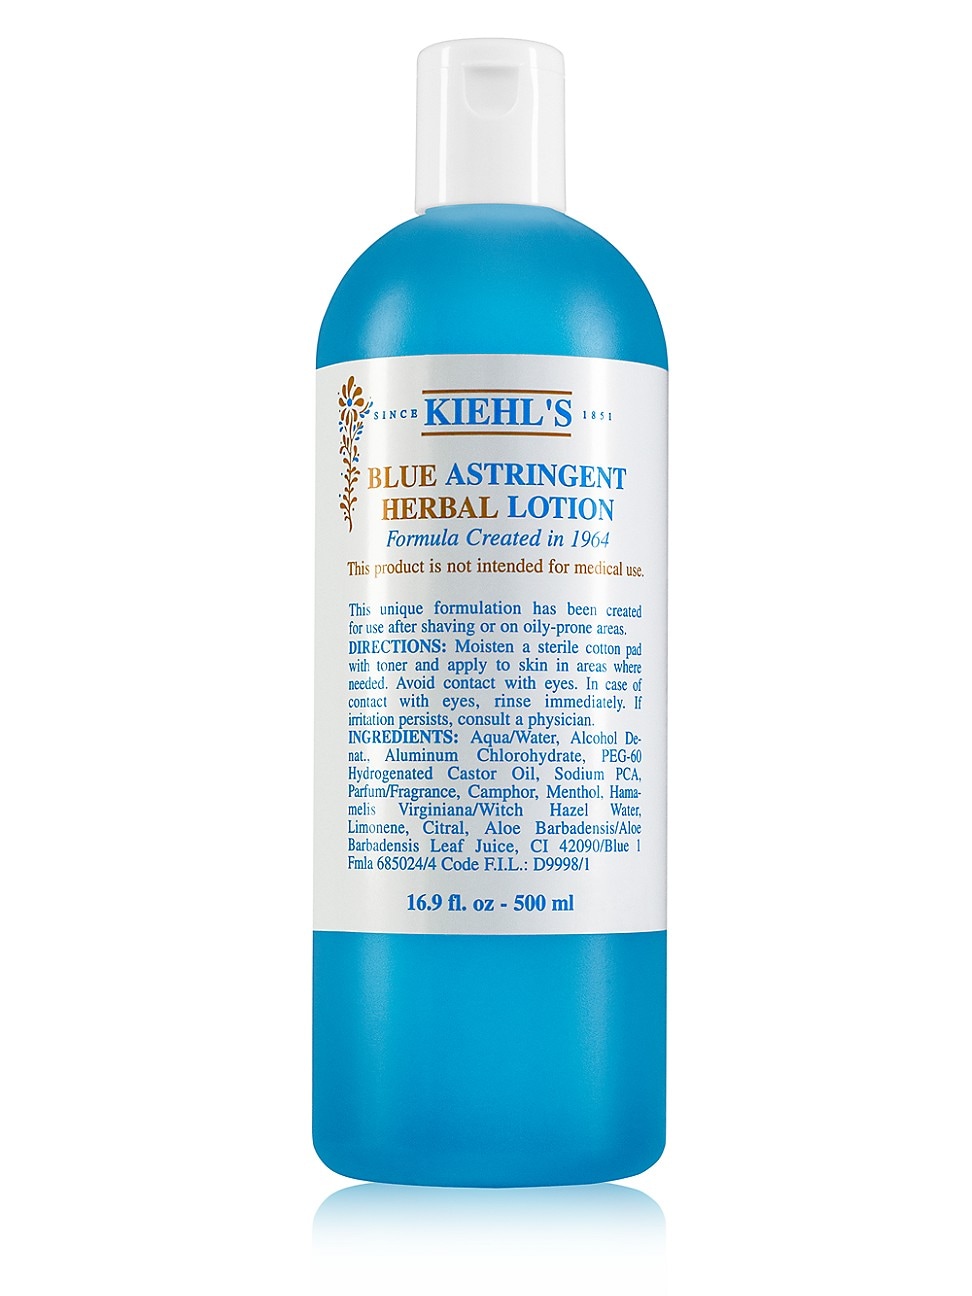 SINCE KIEHL'S 1851
BLUE ASTRINGENT
HERBAL LOTION
Formula Created in 1964
This product is not intended for medical use.
This unique formulation has been created
for use after shaving or on oily-prone areas.
DIRECTIONS: Moisten a sterile cotton pad
with toner and apply to skin in areas where
needed. Avoid contact with eyes. In case of
contact with eyes, rinse immediately. If
irritation persists, consult a physician.
INGREDIENTS: Aqua/Water, Alcohol De-
nat., Aluminum Chlorohydrate, PEG-60
Hydrogenated Castor Oil, Sodium PCA,
Parfum/Fragrance, Camphor, Menthol, Hama-
melis Virginiana/Witch Hazel Water,
Limonene, Citral, Aloe Barbadensis/Aloe
Barbadensis Leaf Juice, CI 42090/Blue 1
Fmla 685024/4 Code F.I.L.: D9998/1
16.9 fl. oz - 500 ml